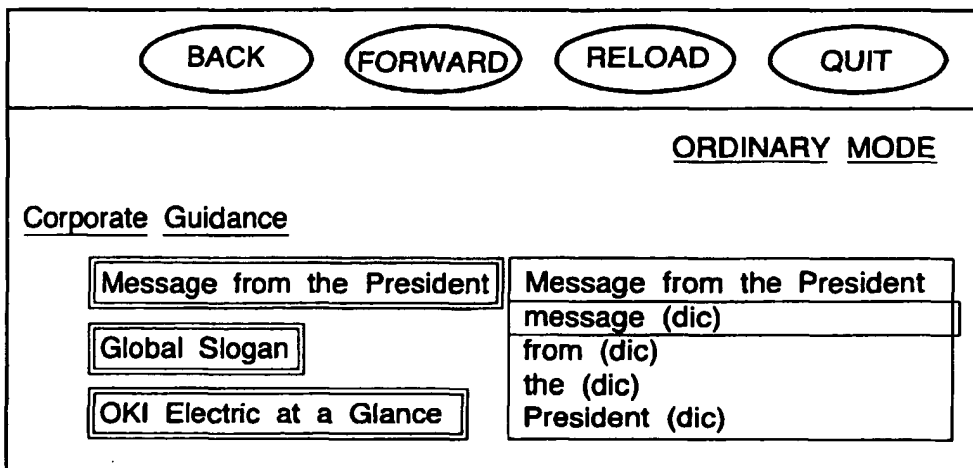 BACK FORWARD RELOAD QUIT
ORDINARY MODE
Corporate Guidance
Message from the President
Global Slogan
OKI Electric at a Glance
Message from the President
message (dic)
from (dic)
the (dic)
President (dic)